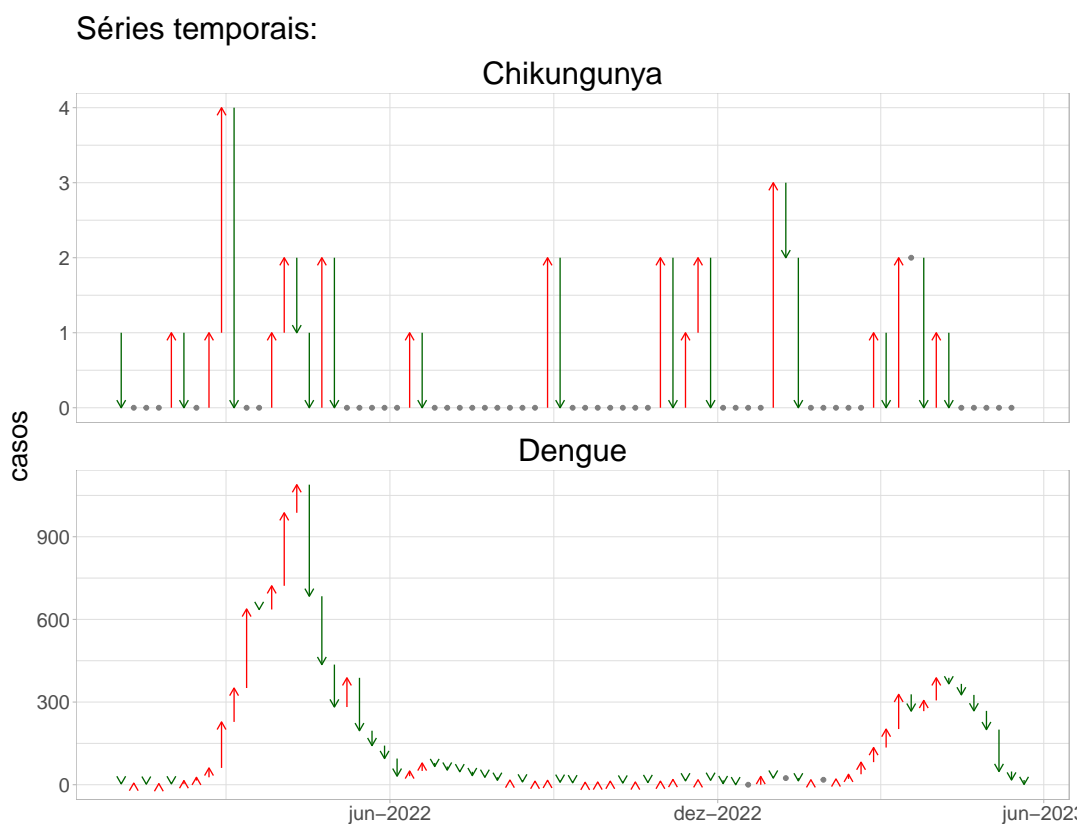 Séries temporais:
Chikungunya
4
3
2
1
0
casos
Dengue
900
600
300
0
jun−2022
dez−2022
jun−2023